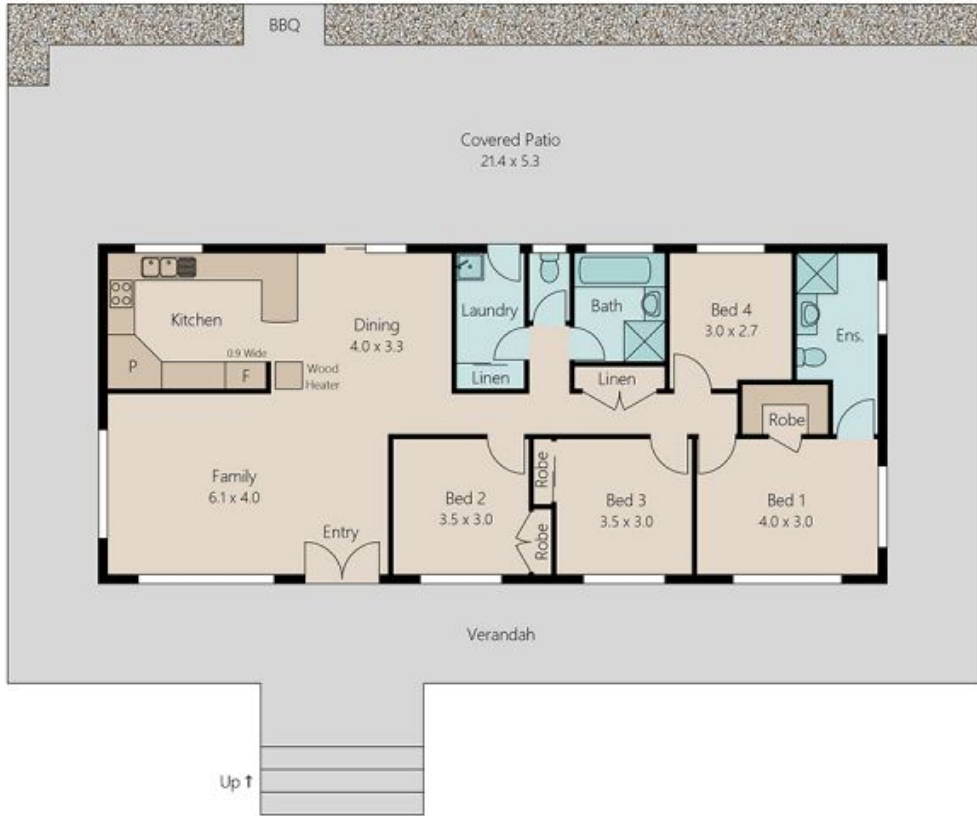 BBQ
Covered Patio
21.4 x 5.3
Kitchen
Dining
4.0 x 3.3
Laundry
Bath
Bed 4
3.0 x 2.7
Ens.
0.9 Wide
P
F
Wood
Heater
Linen
Linen
Robe
Family
6.1 x 4.0
Entry
Bed 2
3.5 x 3.0
Robe
Robe
Bed 3
3.5 x 3.0
Bed 1
4.0 x 3.0
Verandah
Up ↑